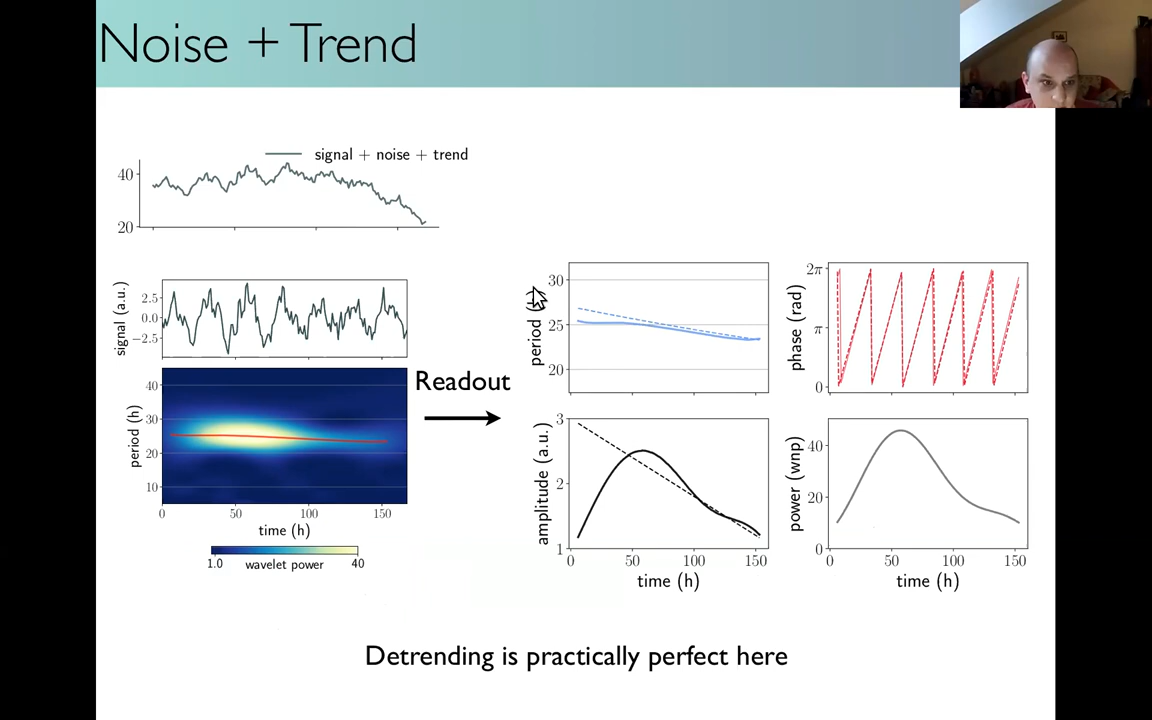 Noise + Trend
signal + noise + trend
40
20
signal (a.u.)
2.5
0.0
−2.5
period (h)
40
30
20
10
0
50
100
150
time (h)
1.0
wavelet power
40
Readout
period
30
25
20
phase (rad)
2π
π
0
amplitude (a.u.)
3
2
1
0
50
100
150
time (h)
power (wnp)
40
20
0
0
50
100
150
time (h)
Detrending is practically perfect here